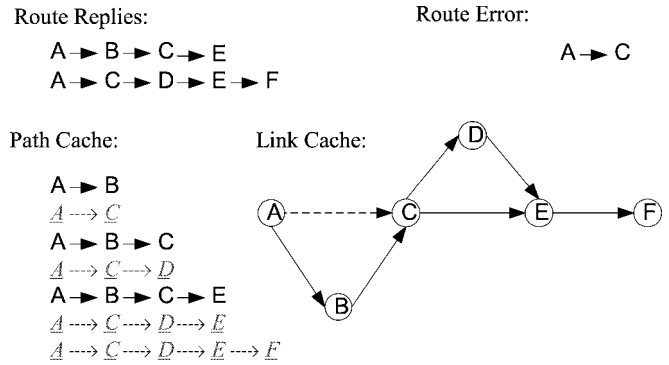 Route Replies:
A → B → C → E
A → C → D → E → F
Route Error:
A → C
Path Cache:
A → B
A ---> C
A → B → C
A ---> C ---> D
A → B → C → E
A ---> C ---> D ---> E
A ---> C ---> D ---> E ---> F
Link Cache:
D
A
C
E
F
B